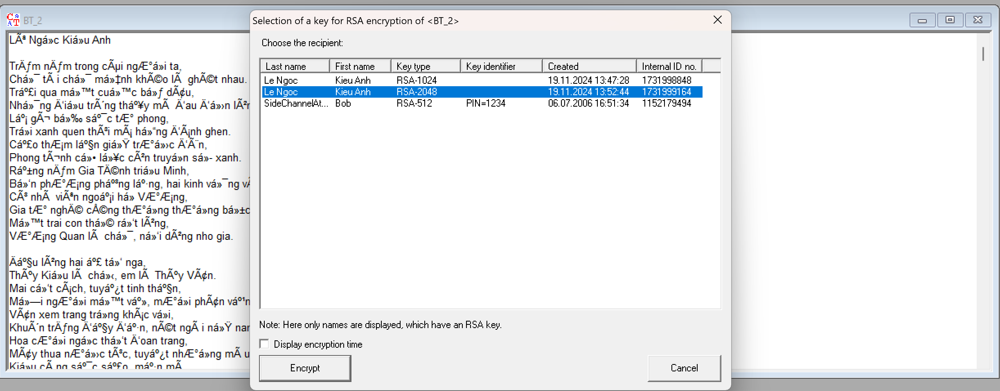 BT_2
LÃª Ngá»c Kiá»u Anh
TrÄƒm nÄƒm trong cÃµi ngÆ°á»i ta,
Chá»¯ tÃ i chá»¯ má»‡nh khÃ©o lÃ  ghÃ©t nhau.
Tráº£i qua má»™t cuá»™c bá»ƒ dÃ¢u,
Nhá»¯ng Ä‘iá»u trÃ´ng tháº¥y mÃ  Ä‘au Ä‘á»›n lÃ²n
Láº¡ gÃ¬ bá»‰ sáº¯c tÆ° phong,
Trá»i xanh quen thÃ³i mÃ¡ há»“ng Ä‘Ã¡nh ghen.
Cáº£o thÆ¡m láº§n giá»Ÿ trÆ°á»›c Ä‘Ã¨n,
Phong tÃ¬nh cá»• lá»¥c cÃ²n truyá»n sá»­ xanh.
Ráº±ng nÄƒm Gia TÄ©nh triá»u Minh,
Bá»‘n phÆ°Æ¡ng pháº³ng láº·ng, hai kinh vá»¯ng vÃ
CÃ³ nhÃ  viÃªn ngoáº¡i há» VÆ°Æ¡ng,
Gia tÆ° nghÄ© cÅ©ng thÆ°á»ng thÆ°á»ng bá»±c
Má»™t trai con thá»© rá»‘t lÃ²ng,
VÆ°Æ¡ng Quan lÃ  chá»¯, ná»‘i dÃ²ng nho gia.
Äáº§u lÃ²ng hai áº£ tá»‘ nga,
ThÃºy Kiá»u lÃ  chá»‹, em lÃ  ThÃºy VÃ¢n.
Mai cá»‘t cÃ¡ch, tuyáº¿t tinh tháº§n,
Má»—i ngÆ°á»i má»™t váº», mÆ°á»i phÃ¢n váº¹n
VÃ¢n xem trang trá»ng khÃ¡c vá»i,
KhuÃ´n trÄƒng Ä‘áº§y Ä‘áº·n, nÃ©t ngÃ i ná»Ÿ nan
Hoa cÆ°á»i ngá»c thá»‘t Ä‘oan trang,
MÃ¢y thua nÆ°á»›c tÃ³c, tuyáº¿t nhÆ°á»ng mÃ u
Kiá»u cÃ ng sáº¯c sáº£o, máº·n mÃ
Selection of a key for RSA encryption of <BT_2>
Choose the recipient:
Last name First name Key type Key identifier Created Internal ID no.
Le Ngoc Kieu Anh RSA-1024 19.11.2024 13:47:28 1731998848
Le Ngoc Kieu Anh RSA-2048 19.11.2024 13:52:44 1731999164
SideChannelAt... Bob RSA-512 PIN=1234 06.07.2006 16:51:34 1152179494
Note: Here only names are displayed, which have an RSA key.
Display encryption time
Encrypt Cancel